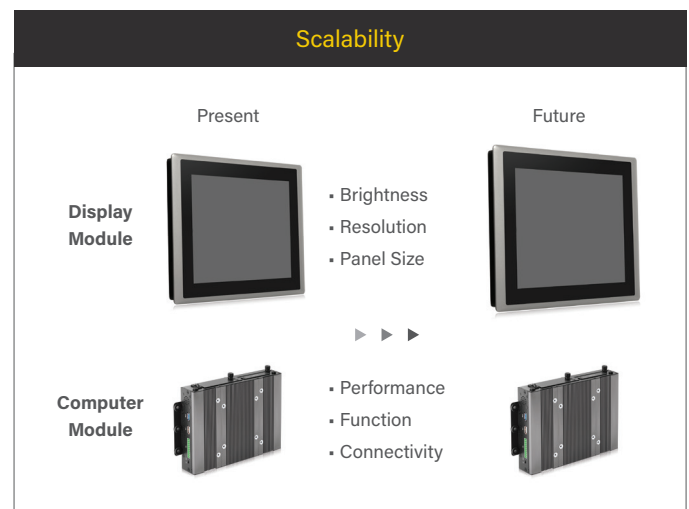 Scalability
Present
Future
Display
Module
▪ Brightness
▪ Resolution
▪ Panel Size
Computer
Module
▪ Performance
▪ Function
▪ Connectivity